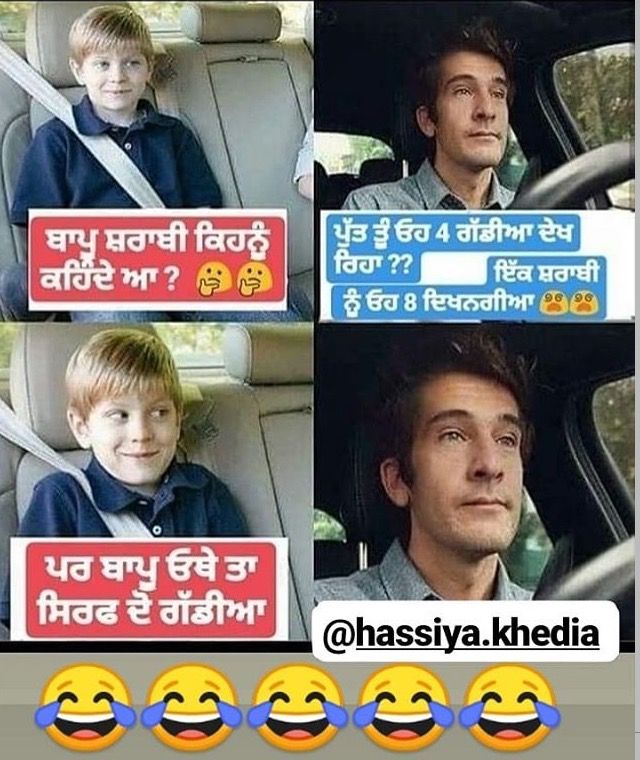 ਬਾਪੂ ਸ਼ਰਾਬੀ ਕਿਹਨੂੰ
ਕਹਿੰਦੇ ਆ ? 🤔🤔
ਪੁੱਤ ਤੂੰ ਓਹ 4 ਗੱਡੀਆ ਦੇਖ
ਰਿਹਾ ??
ਇੱਕ ਸ਼ਰਾਬੀ
ਨੂੰ ਓਹ 8 ਦਿਖਨਗੀਆ 😵😵
ਪਰ ਬਾਪੂ ਓਥੇ ਤਾ
ਸਿਰਫ ਦੋ ਗੱਡੀਆ
@hassiya.khedia
😂😂😂😂😂